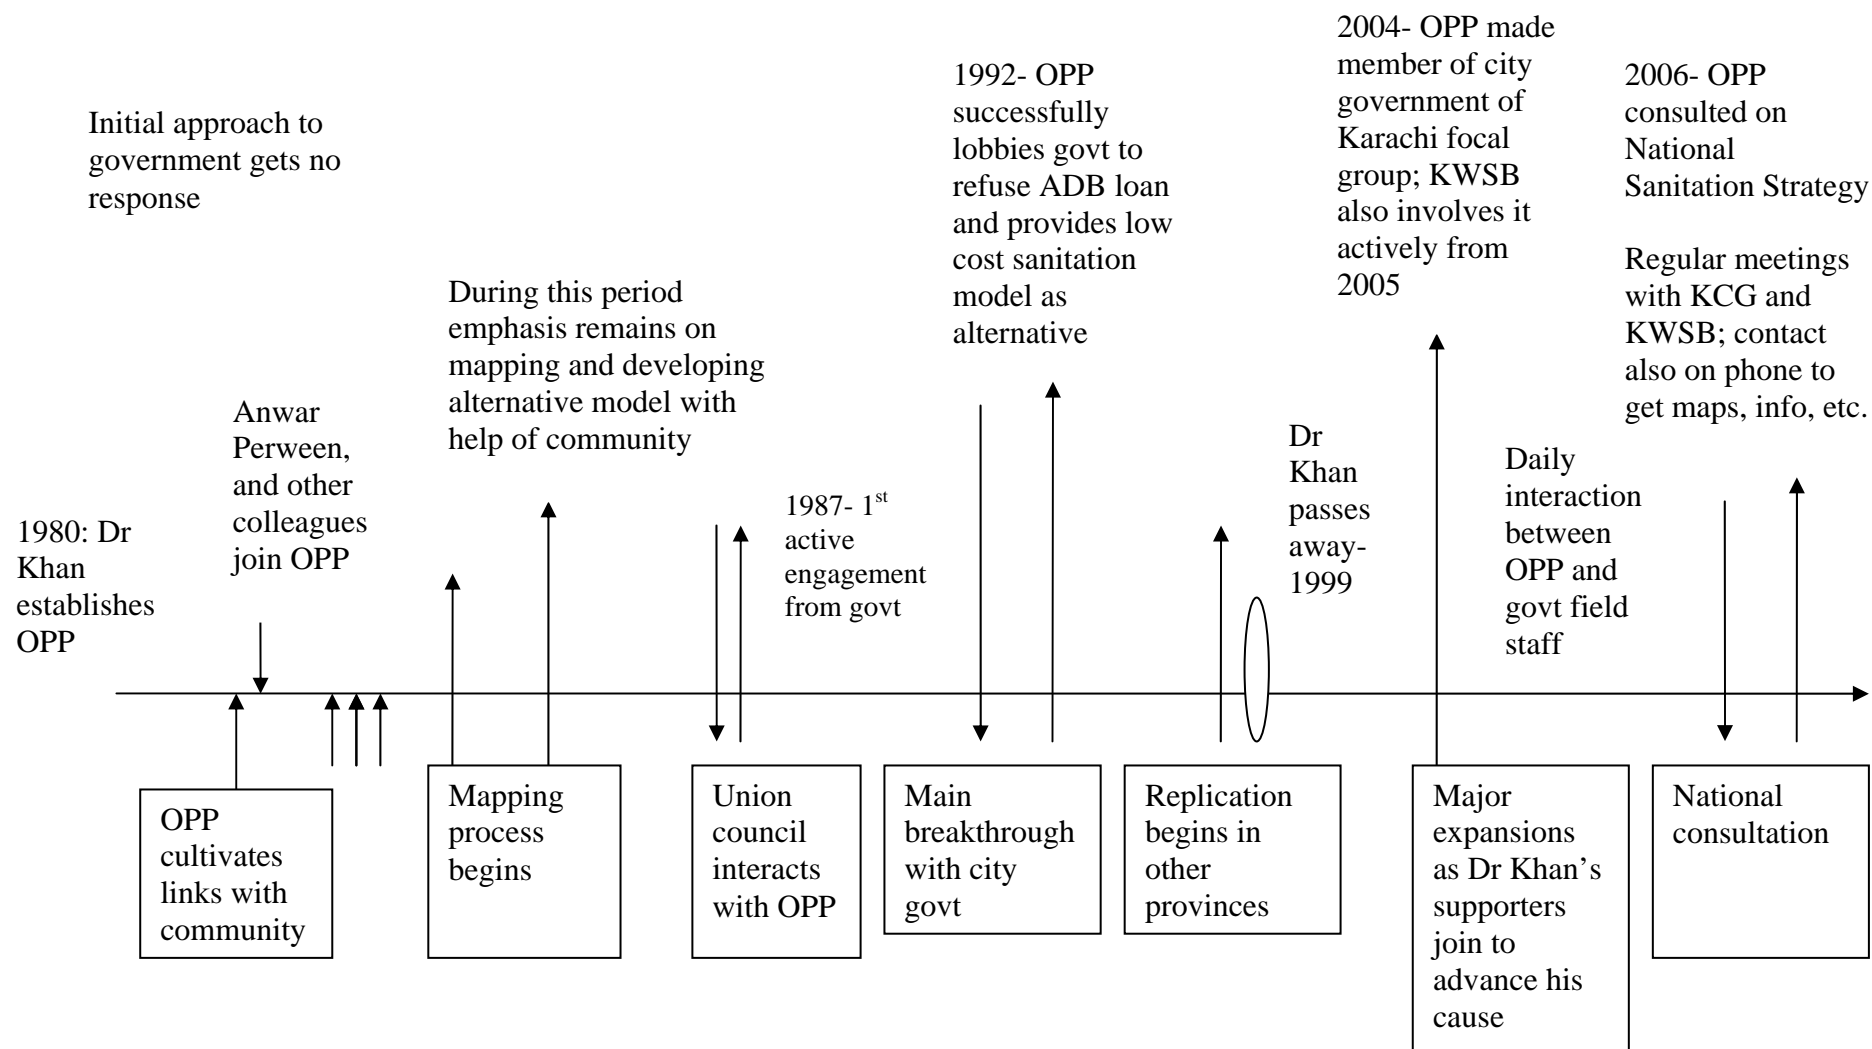 Initial approach to
government gets no
response
1980: Dr
Khan
establishes
OPP
Anwar
Perween,
and other
colleagues
join OPP
During this period
emphasis remains on
mapping and developing
alternative model with
help of community
1987- 1st
active
engagement
from govt
1992- OPP
successfully
lobbies govt to
refuse ADB loan
and provides low
cost sanitation
model as
alternative
Dr
Khan
passes
away-
1999
2004- OPP made
member of city
government of
Karachi focal
group; KWSB
also involves it
actively from
2005
Daily
interaction
between
OPP and
govt field
staff
2006- OPP
consulted on
National
Sanitation Strategy
Regular meetings
with KCG and
KWSB; contact
also on phone to
get maps, info, etc.
OPP
cultivates
links with
community
Mapping
process
begins
Union
council
interacts
with OPP
Main
breakthrough
with city
govt
Replication
begins in
other
provinces
Major
expansions
as Dr Khan’s
supporters
join to
advance his
cause
National
consultation